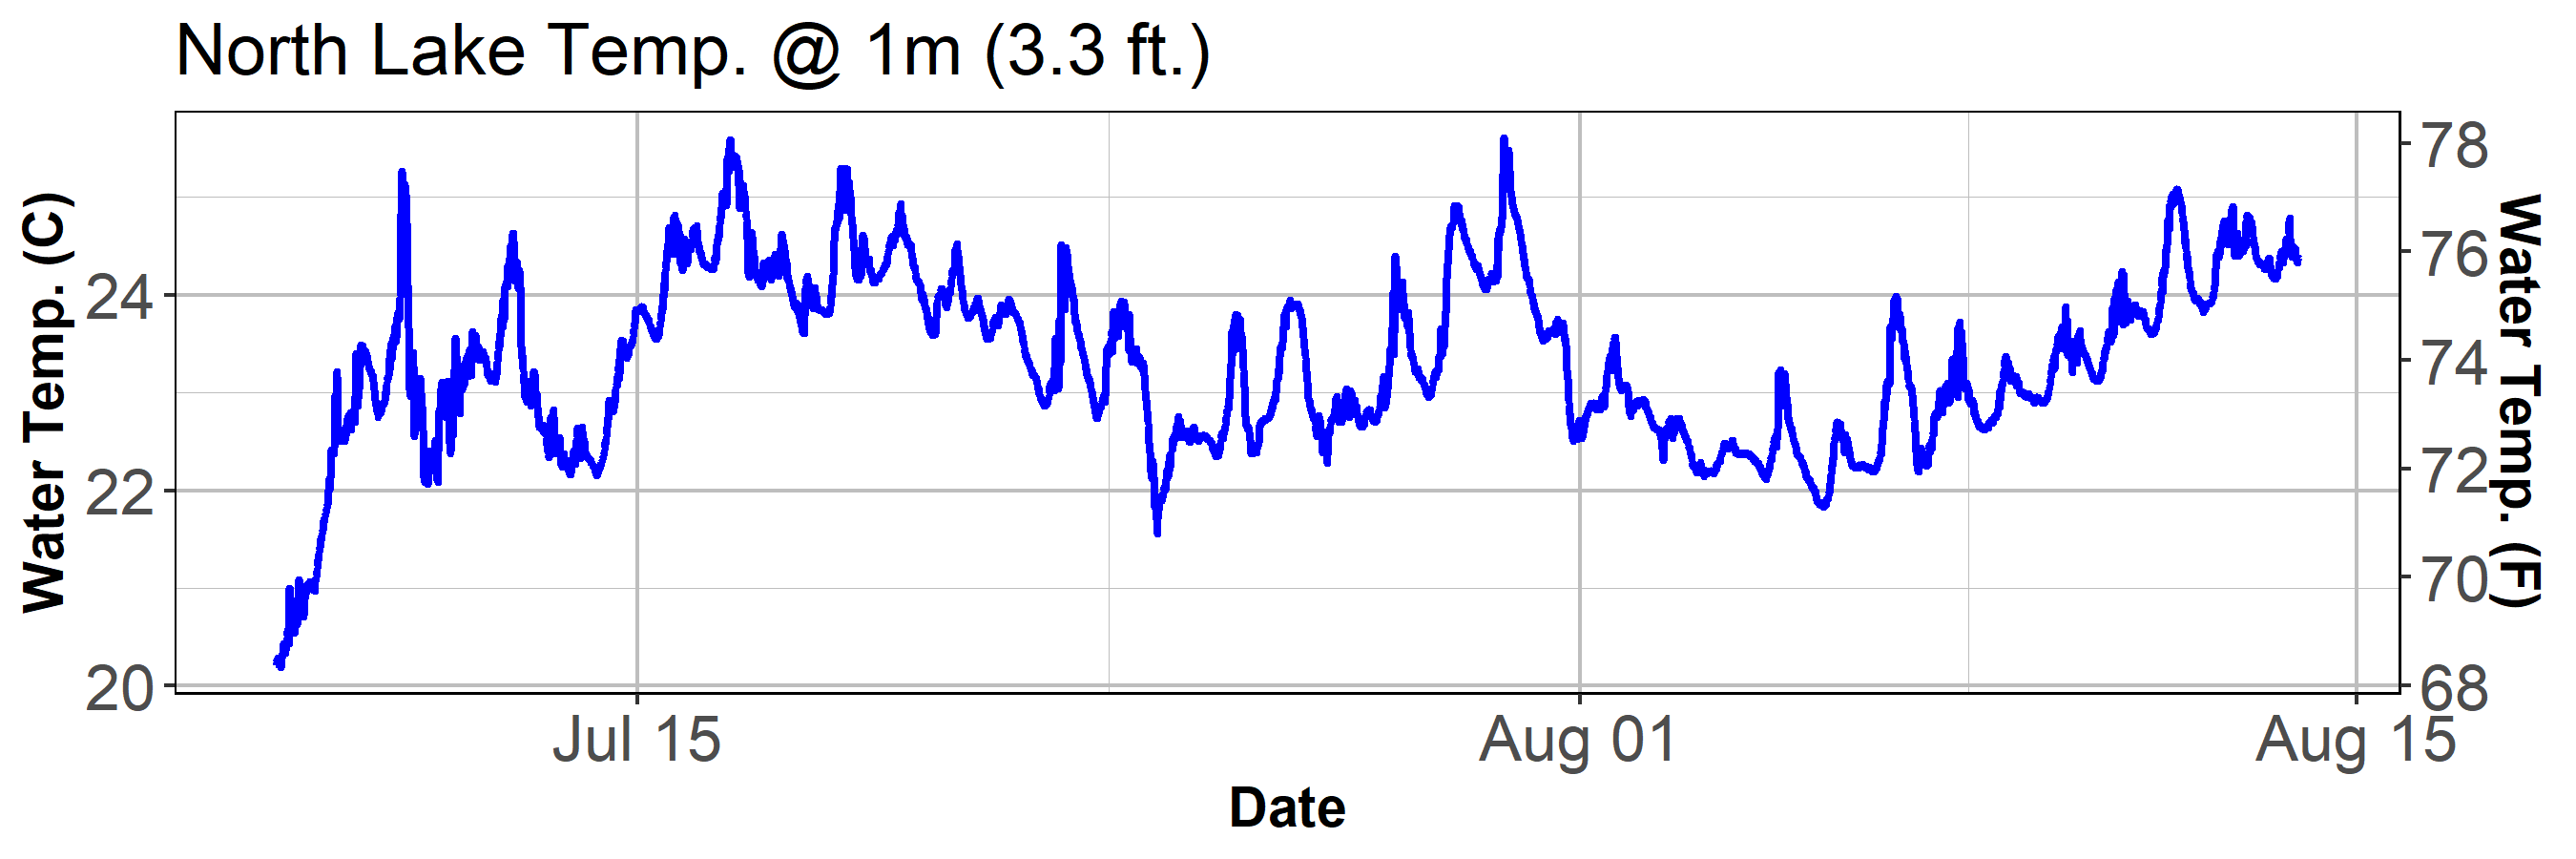 North Lake Temp. @ 1m (3.3 ft.)
Water Temp. (C)
24
22
20
78
76
74
72
70
68
Water Temp. (F)
Jul 15
Aug 01
Aug 15
Date